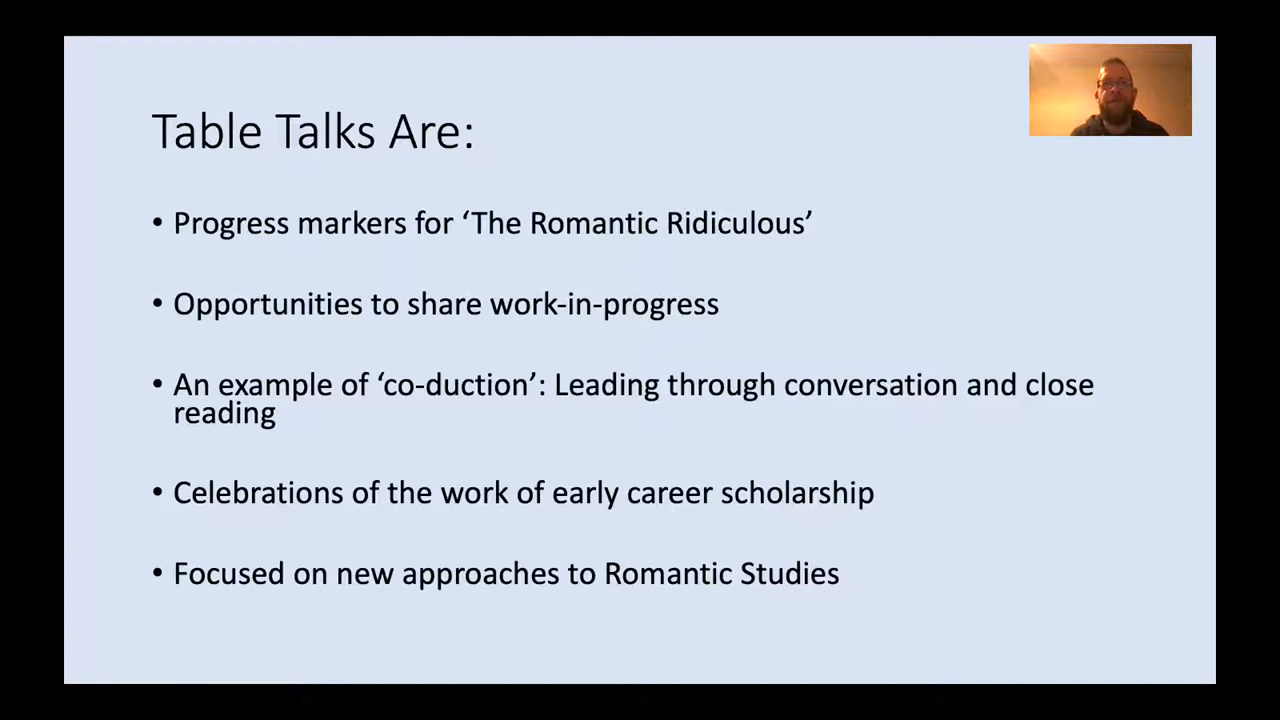 Table Talks Are:
• Progress markers for ‘The Romantic Ridiculous’
• Opportunities to share work-in-progress
• An example of ‘co-duction’: Leading through conversation and close
reading
• Celebrations of the work of early career scholarship
• Focused on new approaches to Romantic Studies